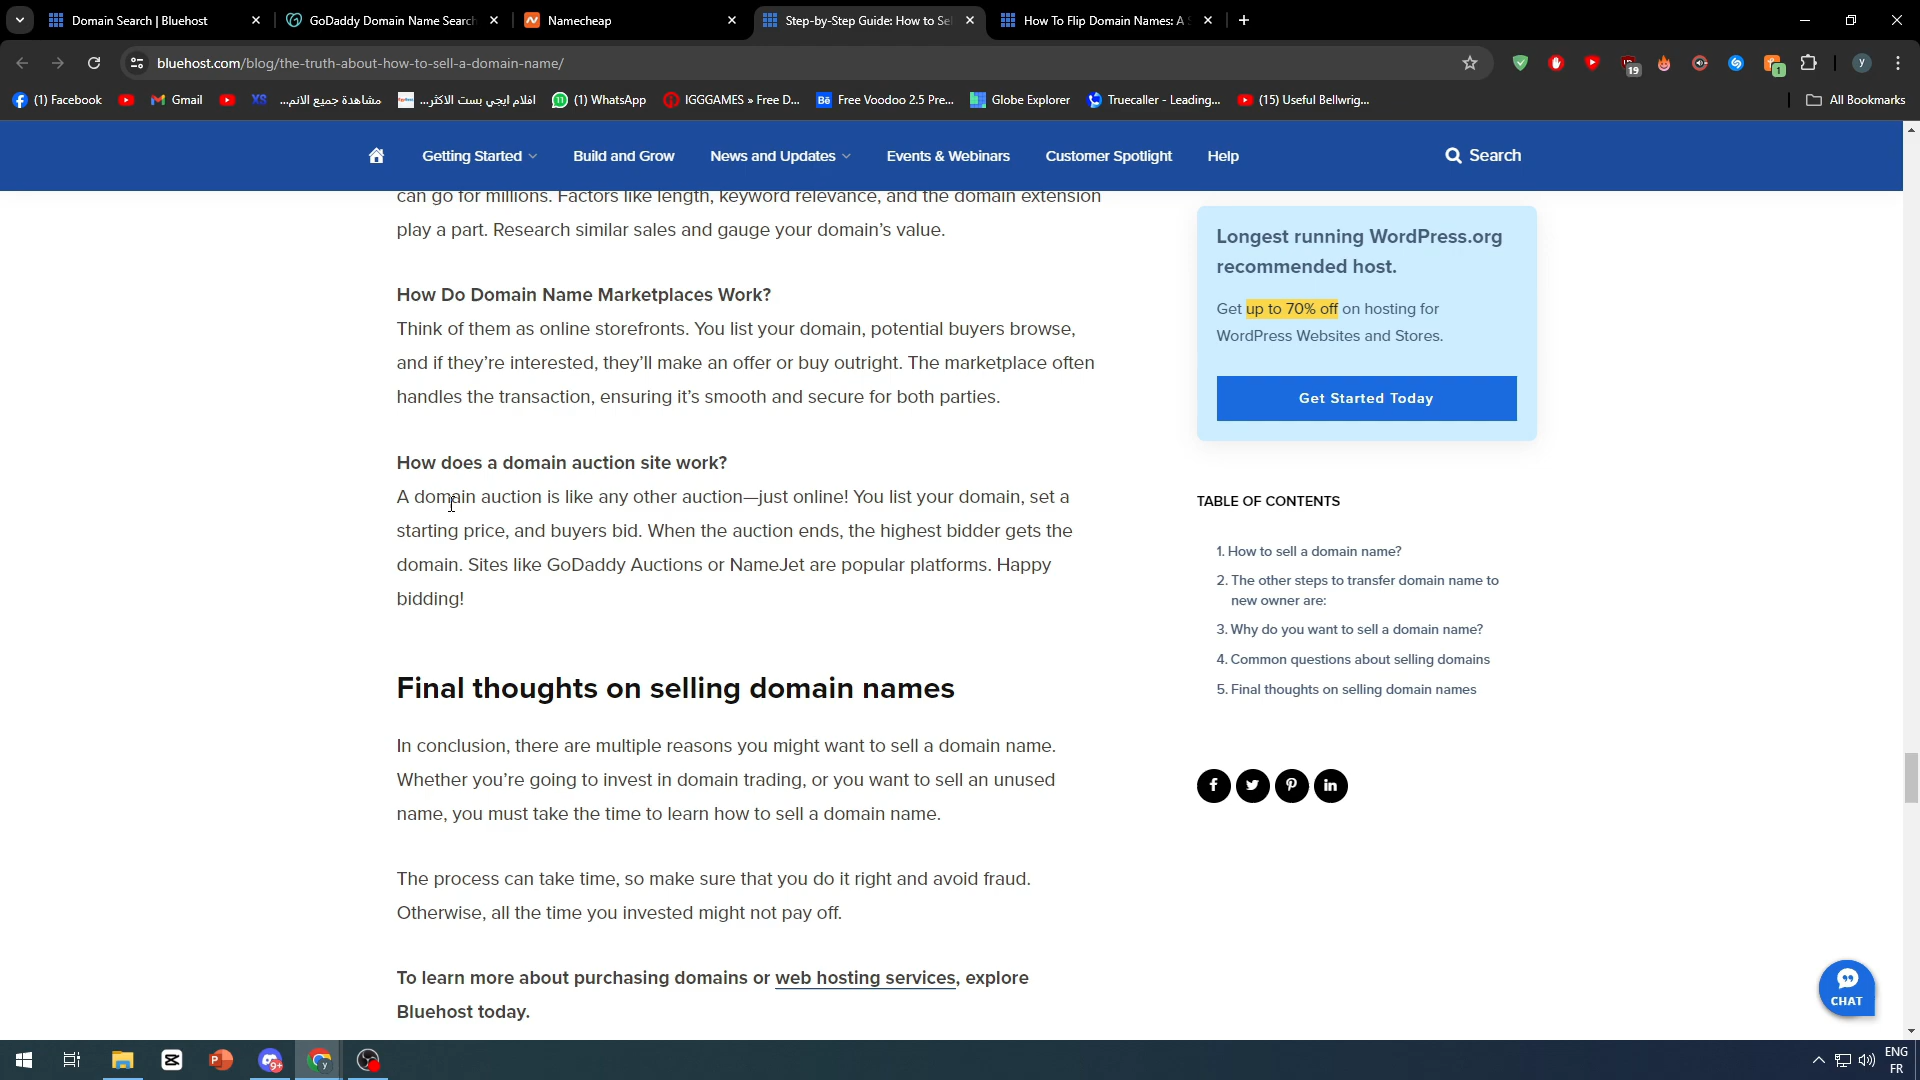 Domain Search | Bluehost
GoDaddy Domain Name Search
Namecheap
Step-by-Step Guide: How to Se
How To Flip Domain Names: A S
bluehost.com/blog/the-truth-about-how-to-sell-a-domain-name/
19
1
y
(1) Facebook
Gmail
XS
مشاهدة جميع الانم...
افلام ايجي بست الاكثر...
11
(1) WhatsApp
IGGGAMES » Free D...
Bē
Free Voodoo 2.5 Pre...
Globe Explorer
Truecaller - Leading...
(15) Useful Bellwrig...
All Bookmarks
Getting Started
Build and Grow
News and Updates
Events & Webinars
Customer Spotlight
Help
Search
can go for millions. Factors like length, keyword relevance, and the domain extension
play a part. Research similar sales and gauge your domain’s value.
How Do Domain Name Marketplaces Work?
Think of them as online storefronts. You list your domain, potential buyers browse,
and if they’re interested, they’ll make an offer or buy outright. The marketplace often
handles the transaction, ensuring it’s smooth and secure for both parties.
How does a domain auction site work?
A domain auction is like any other auction—just online! You list your domain, set a
starting price, and buyers bid. When the auction ends, the highest bidder gets the
domain. Sites like GoDaddy Auctions or NameJet are popular platforms. Happy
bidding!
Final thoughts on selling domain names
In conclusion, there are multiple reasons you might want to sell a domain name.
Whether you’re going to invest in domain trading, or you want to sell an unused
name, you must take the time to learn how to sell a domain name.
The process can take time, so make sure that you do it right and avoid fraud.
Otherwise, all the time you invested might not pay off.
To learn more about purchasing domains or web hosting services, explore
Bluehost today.
Longest running WordPress.org
recommended host.
Get up to 70% off on hosting for
WordPress Websites and Stores.
Get Started Today
TABLE OF CONTENTS
1. How to sell a domain name?
2. The other steps to transfer domain name to
new owner are:
3. Why do you want to sell a domain name?
4. Common questions about selling domains
5. Final thoughts on selling domain names
CHAT
9+
ENG
FR